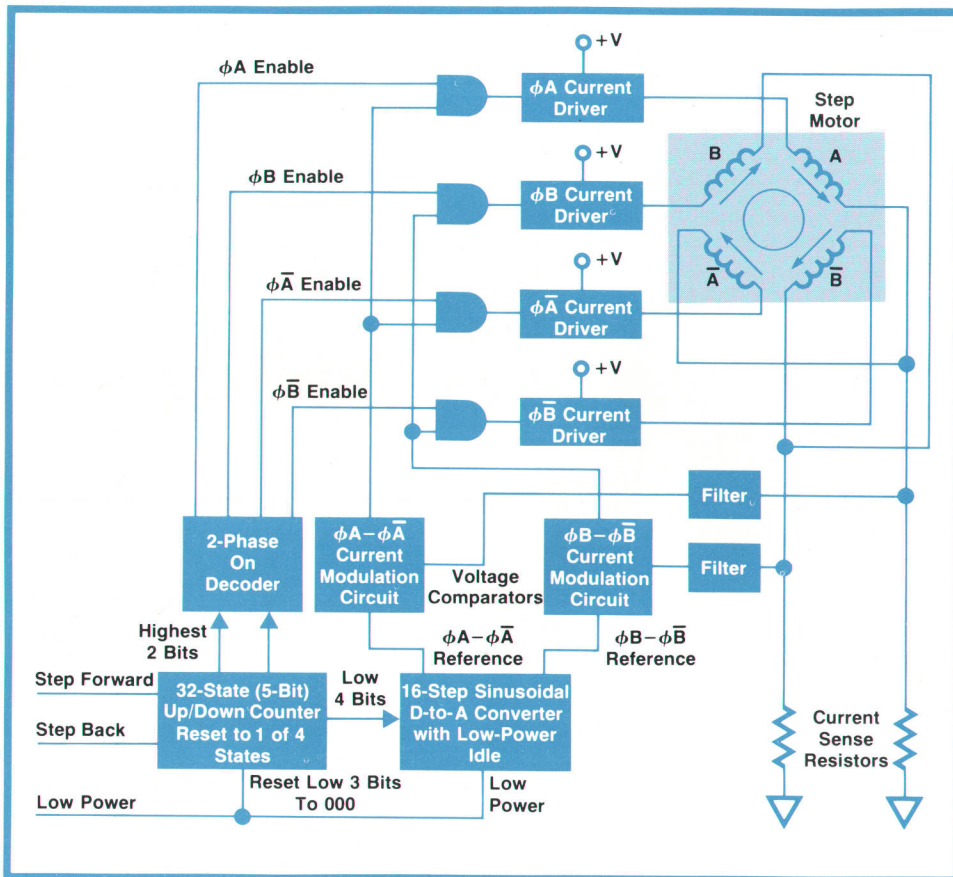 +V
φA Enable
φA Current
Driver
Step
Motor
B
A
+V
φB Enable
φB Current
Driver
A̅
B̅
+V
φA̅ Enable
φA̅ Current
Driver
+V
φB̅ Enable
φB̅ Current
Driver
Filter
2-Phase
On
Decoder
φA–φA̅
Current
Modulation
Circuit
Voltage
Comparators
φB–φB̅
Current
Modulation
Circuit
Filter
Highest
2 Bits
φA–φA̅
Reference
φB–φB̅
Reference
Step Forward
Step Back
Low Power
32-State (5-Bit)
Up/Down Counter
Reset to 1 of 4
States
Low
4 Bits
16-Step Sinusoidal
D-to-A Converter
with Low-Power
Idle
Reset Low 3 Bits
To 000
Low
Power
Current
Sense
Resistors